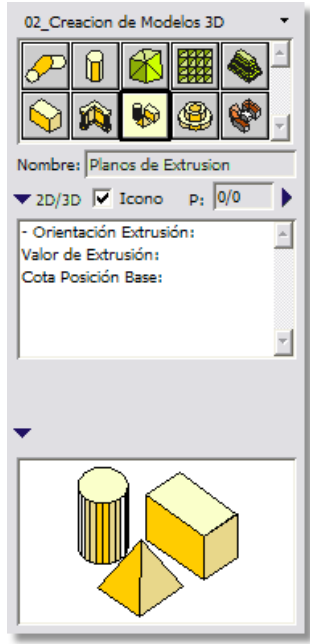 02_Creacion de Modelos 3D
Nombre: Planos de Extrusion
2D/3D Icono P: 0/0
- Orientación Extrusión:
Valor de Extrusión:
Cota Posición Base: